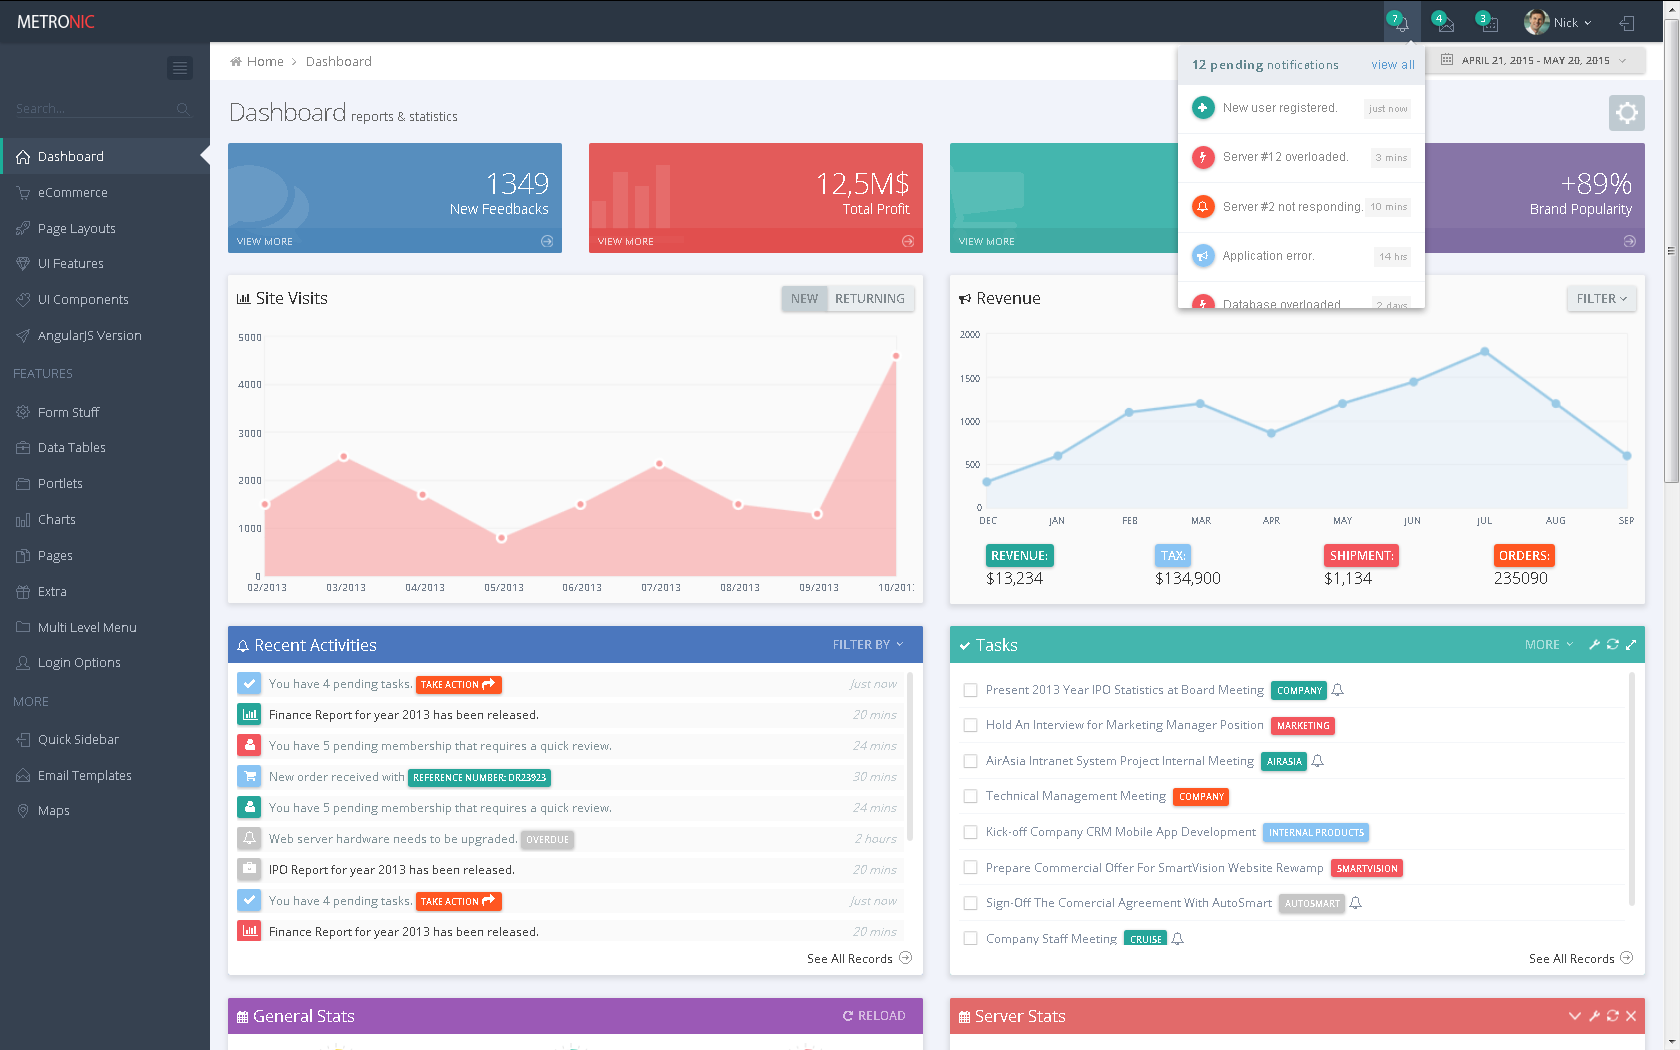 METRONIC
7
4
3
Nick
Home > Dashboard
APRIL 21, 2015 - MAY 20, 2015
12 pending notifications
view all
New user registered.
just now
Server #12 overloaded.
3 mins
Server #2 not responding.
10 mins
Application error.
14 hrs
Database overloaded
2 days
Search...
Dashboard
eCommerce
Page Layouts
UI Features
UI Components
AngularJS Version
FEATURES
Form Stuff
Data Tables
Portlets
Charts
Pages
Extra
Multi Level Menu
Login Options
MORE
Quick Sidebar
Email Templates
Maps
Dashboard reports & statistics
1349
New Feedbacks
VIEW MORE
12,5M$
Total Profit
VIEW MORE
VIEW MORE
+89%
Brand Popularity
Site Visits
NEW
RETURNING
5000
4000
3000
2000
1000
0
02/2013
03/2013
04/2013
05/2013
06/2013
07/2013
08/2013
09/2013
10/201
Revenue
FILTER
2000
1500
1000
500
0
DEC
JAN
FEB
MAR
APR
MAY
JUN
JUL
AUG
SEP
REVENUE:
$13,234
TAX:
$134,900
SHIPMENT:
$1,134
ORDERS:
235090
Recent Activities
FILTER BY
You have 4 pending tasks. TAKE ACTION
Just now
Finance Report for year 2013 has been released.
20 mins
You have 5 pending membership that requires a quick review.
24 mins
New order received with REFERENCE NUMBER: DR23923
30 mins
You have 5 pending membership that requires a quick review.
24 mins
Web server hardware needs to be upgraded. OVERDUE
2 hours
IPO Report for year 2013 has been released.
20 mins
You have 4 pending tasks. TAKE ACTION
Just now
Finance Report for year 2013 has been released.
20 mins
See All Records
Tasks
MORE
Present 2013 Year IPO Statistics at Board Meeting COMPANY
Hold An Interview for Marketing Manager Position MARKETING
AirAsia Intranet System Project Internal Meeting AIRASIA
Technical Management Meeting COMPANY
Kick-off Company CRM Mobile App Development INTERNAL PRODUCTS
Prepare Commercial Offer For SmartVision Website Rewamp SMARTVISION
Sign-Off The Comercial Agreement With AutoSmart AUTOSMART
Company Staff Meeting CRUISE
See All Records
General Stats
RELOAD
Server Stats